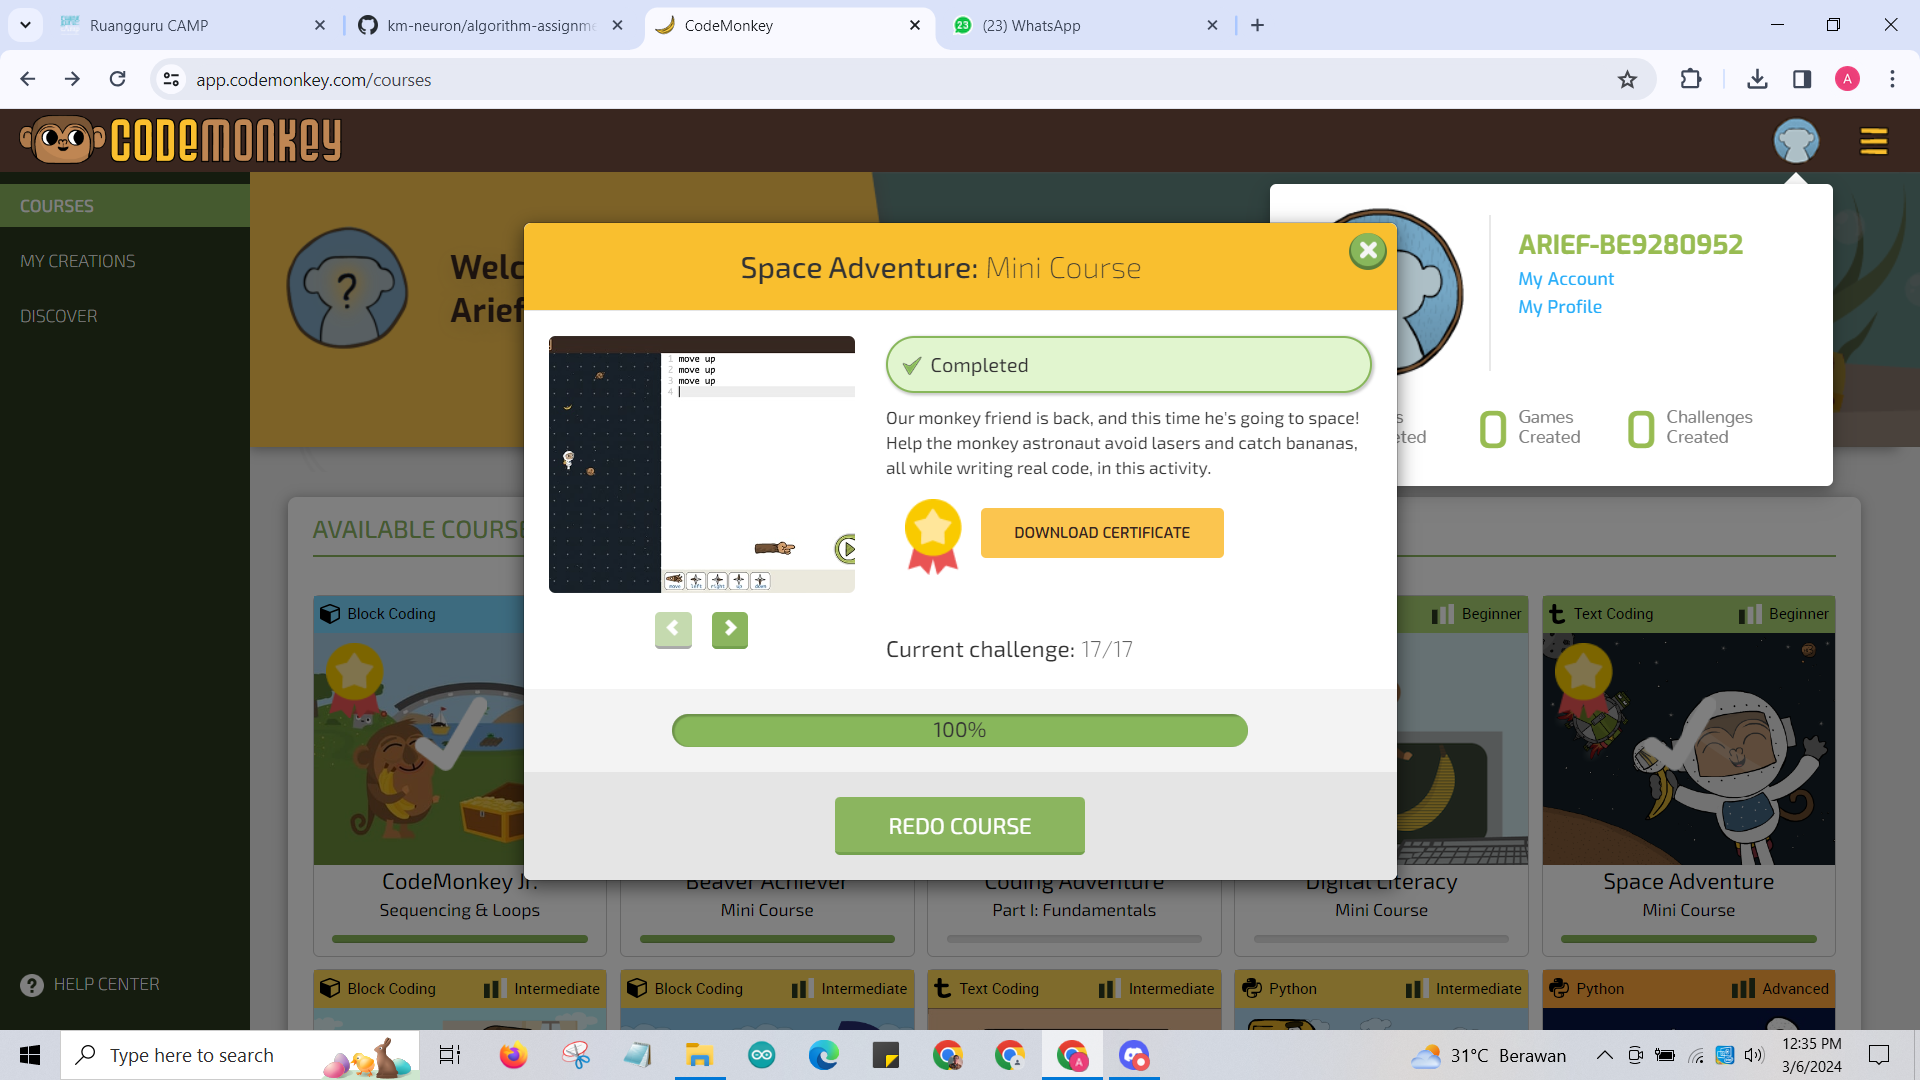 Ruangguru CAMP
km-neuron/algorithm-assignme
CodeMonkey
(23) WhatsApp
app.codemonkey.com/courses
A
CODEMONKEY
COURSES
MY CREATIONS
DISCOVER
HELP CENTER
Welc
Arief
ARIEF-BE9280952
My Account
My Profile
Games Created
0
Challenges Created
0
Space Adventure: Mini Course
1 move up
2 move up
3 move up
4
Completed
Our monkey friend is back, and this time he's going to space!
Help the monkey astronaut avoid lasers and catch bananas,
all while writing real code, in this activity.
DOWNLOAD CERTIFICATE
Current challenge: 17/17
100%
REDO COURSE
AVAILABLE COURS
Block Coding
Beginner
Text Coding
Beginner
CodeMonkey Jr.
Sequencing & Loops
Beaver Achiever
Mini Course
Coding Adventure
Part I: Fundamentals
Digital Literacy
Mini Course
Space Adventure
Mini Course
Block Coding
Intermediate
Block Coding
Intermediate
Text Coding
Intermediate
Python
Intermediate
Python
Advanced
Type here to search
31°C Berawan
12:35 PM
3/6/2024